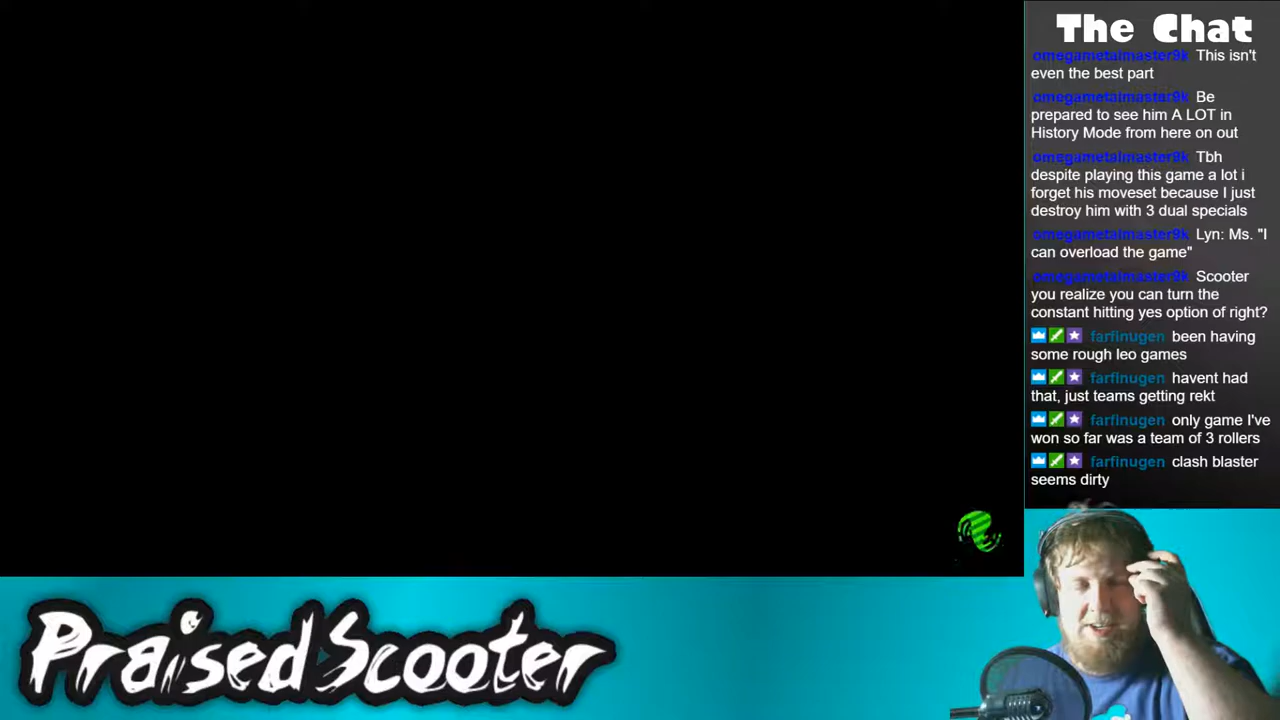 The Chat
omegametalmaster9k This isn't
even the best part
omegametalmaster9k Be
prepared to see him A LOT in
History Mode from here on out
omegametalmaster9k Tbh
despite playing this game a lot i
forget his moveset because I just
destroy him with 3 dual specials
omegametalmaster9k Lyn: Ms. "I
can overload the game"
omegametalmaster9k Scooter
you realize you can turn the
constant hitting yes option of right?
farfinugen been having
some rough leo games
farfinugen havent had
that, just teams getting rekt
farfinugen only game I've
won so far was a team of 3 rollers
farfinugen clash blaster
seems dirty
PraisedScooter